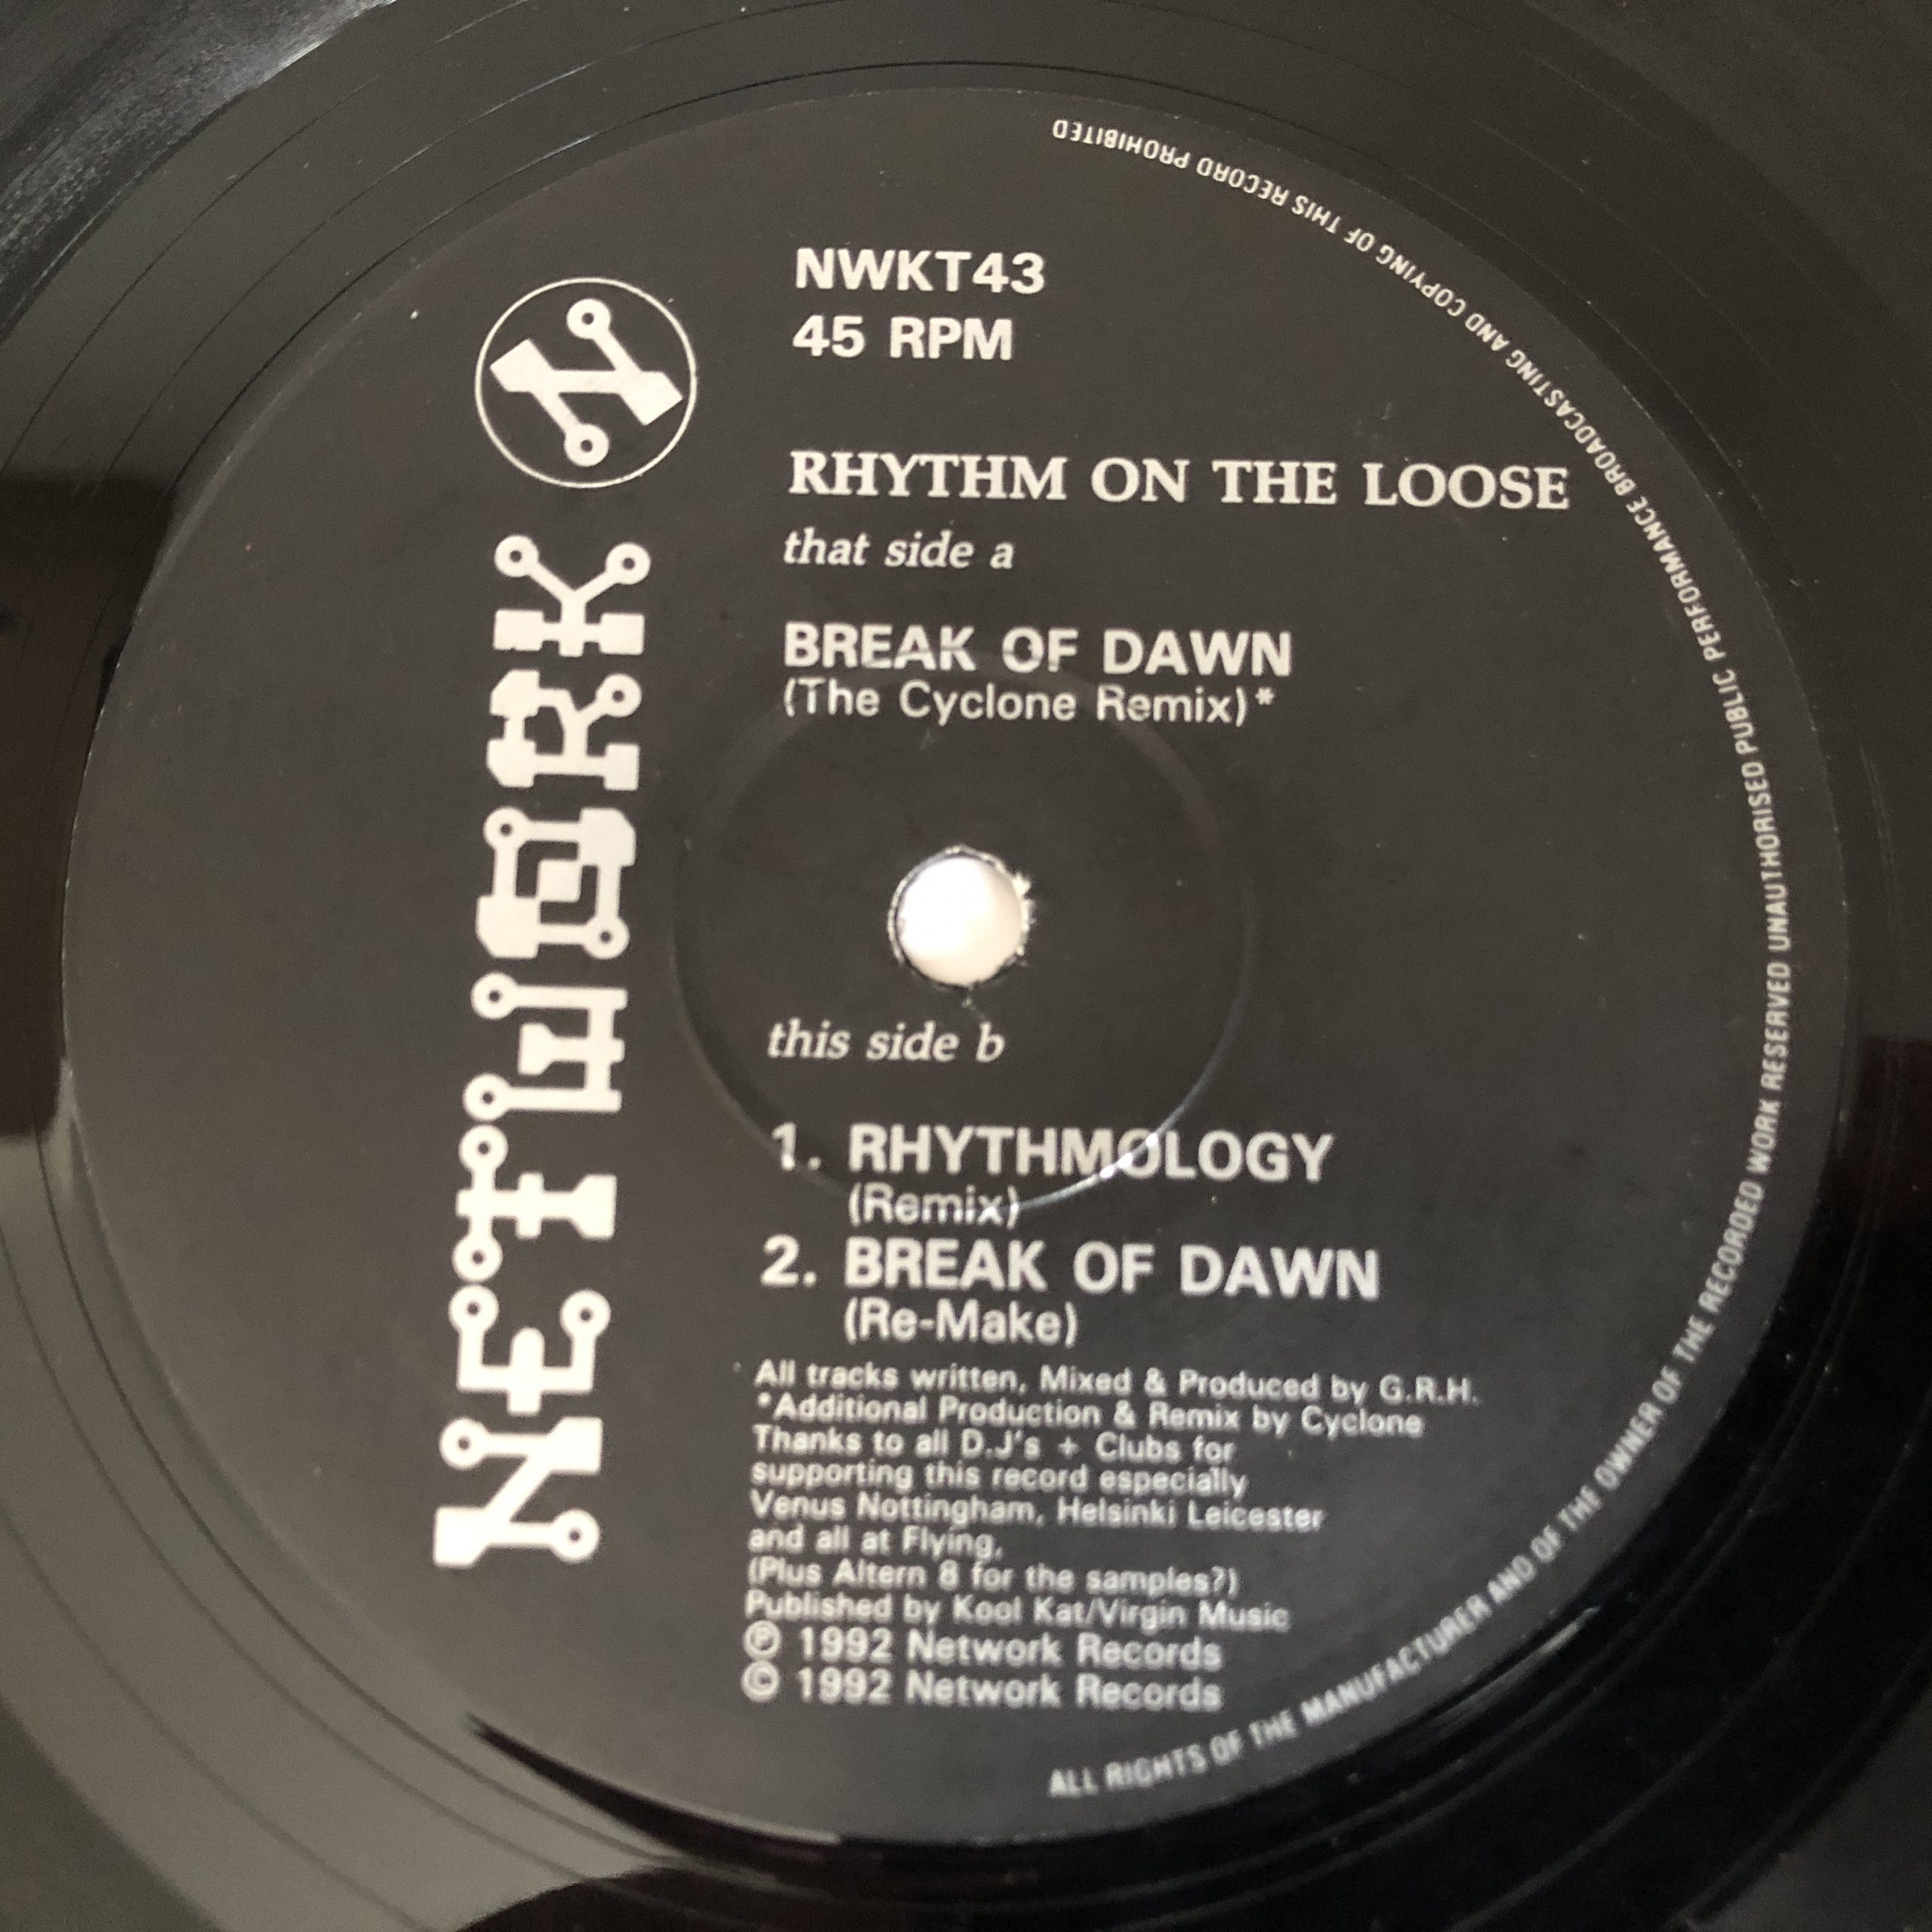 NWKT43
45 RPM
RHYTHM ON THE LOOSE
that side a
BREAK OF DAWN
(The Cyclone Remix)*
this side b
1. RHYTHMOLOGY
(Remix)
2. BREAK OF DAWN
(Re-Make)
All tracks written, Mixed & Produced by G.R.H.
*Additional Production & Remix by Cyclone
Thanks to all D.J's + Clubs for
supporting this record especially
Venus Nottingham, Helsinki Leicester
and all at Flying.
(Plus Altern 8 for the samples?)
Published by Kool Kat/Virgin Music
℗ 1992 Network Records
© 1992 Network Records
NETWORK
N
ALL RIGHTS OF THE MANUFACTURER AND OF THE OWNER OF THE RECORDED WORK RESERVED UNAUTHORISED PUBLIC PERFORMANCE BROADCASTING AND COPYING OF THIS RECORD PROHIBITED